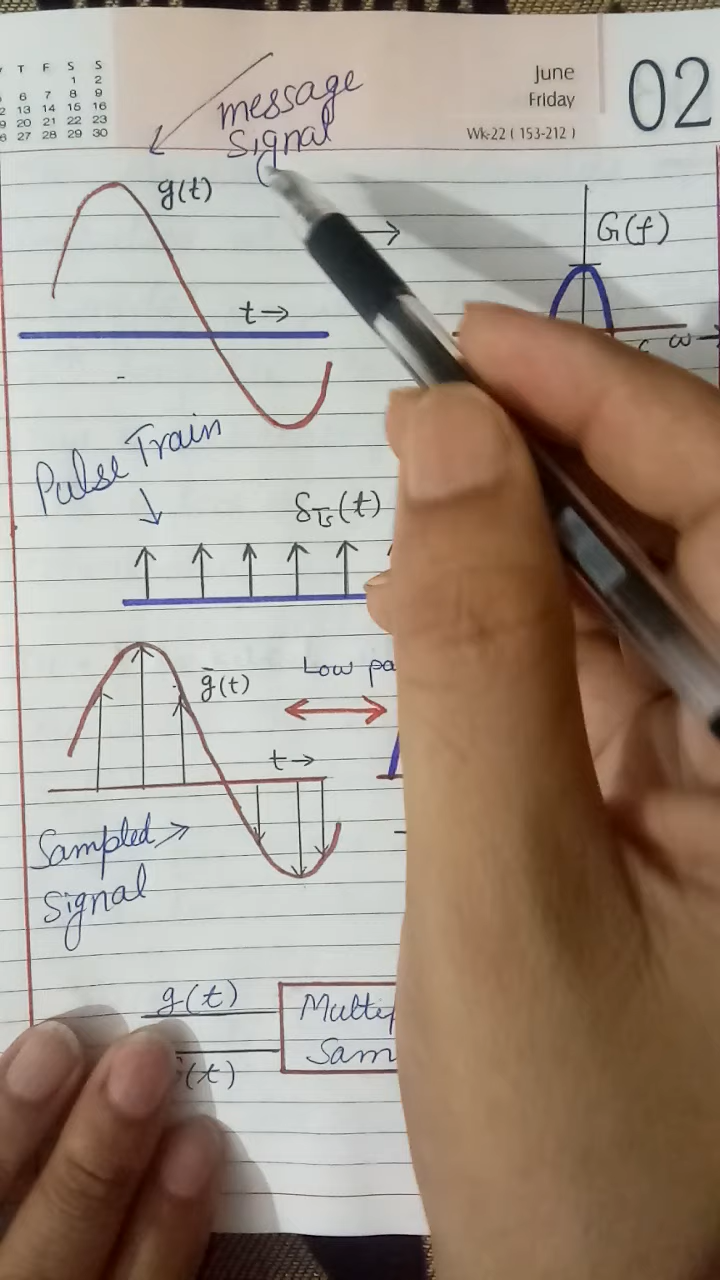 T F S S
1 2
6 7 8 9
13 14 15 16
20 21 22 23
27 28 29 30
June
Friday
02
Wk-22 ( 153-212 )
message
signal
g(t)
G(f)
t→
ω→
Pulse Train
δTs(t)
g̅(t)
Low pa
t→
Sampled
Signal
g(t)
Multip
Sam
(t)